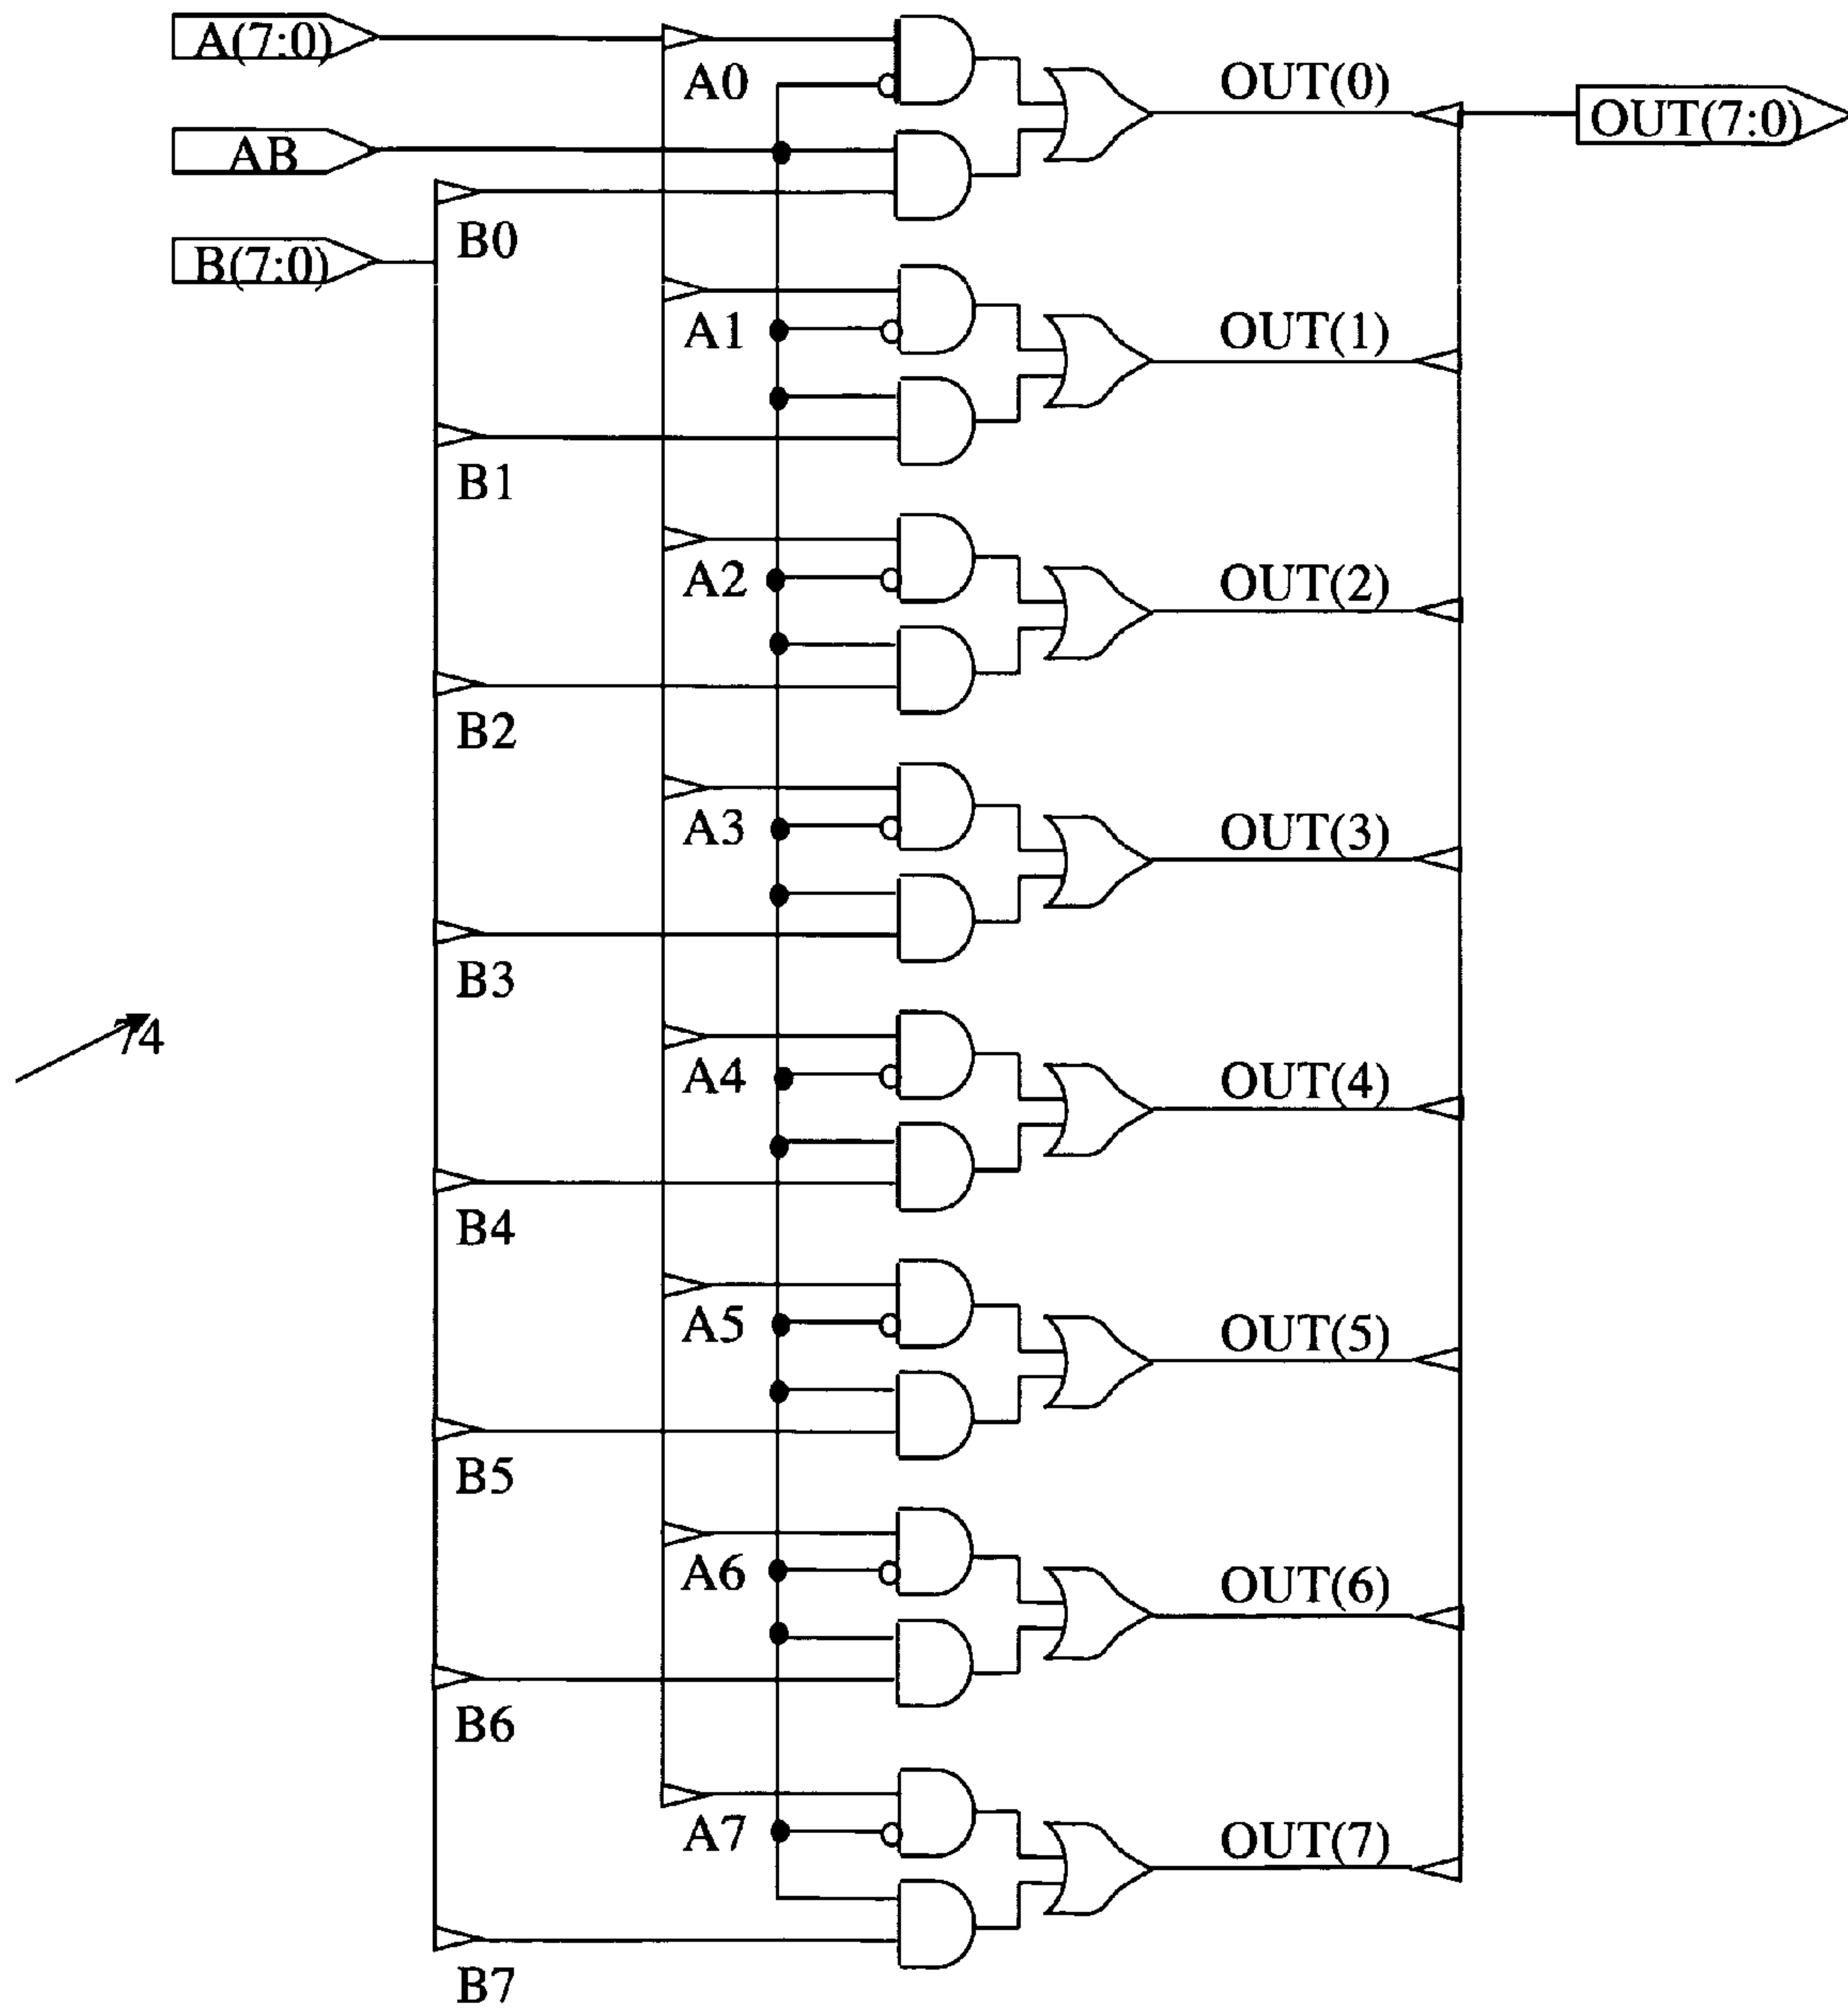 A(7:0)
A0
OUT(0)
OUT(7:0)
AB
B0
B(7:0)
A1
OUT(1)
B1
A2
OUT(2)
B2
A3
OUT(3)
B3
74
A4
OUT(4)
B4
A5
OUT(5)
B5
A6
OUT(6)
B6
A7
OUT(7)
B7